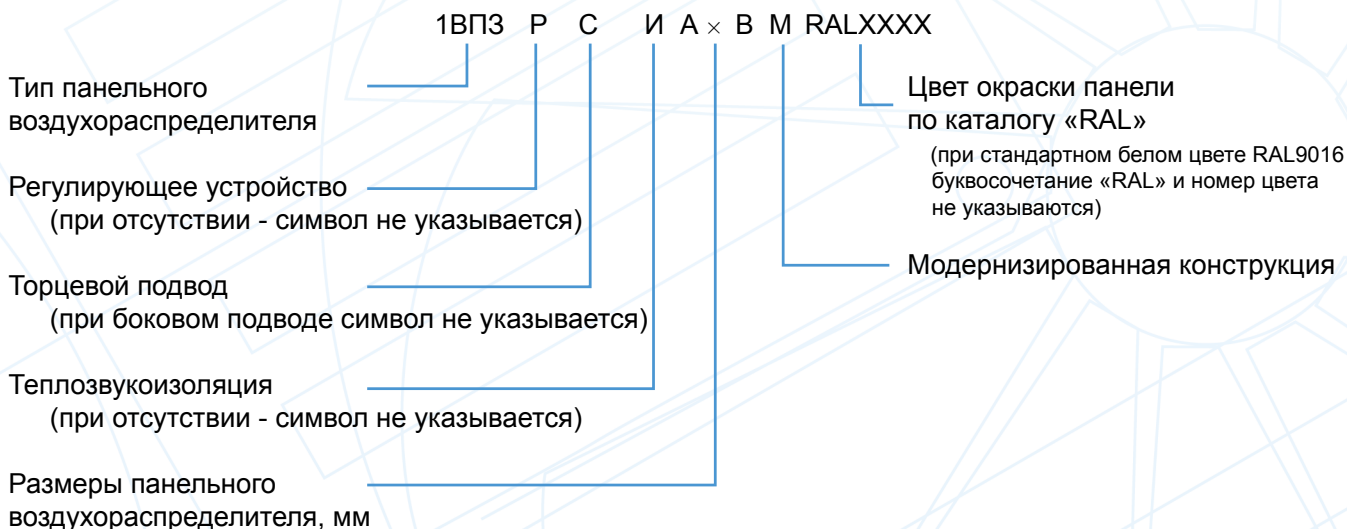 1ВПЗ Р С И А × В М RALXXXX
Тип панельного
воздухораспределителя
Регулирующее устройство
(при отсутствии - символ не указывается)
Торцевой подвод
(при боковом подводе символ не указывается)
Теплозвукоизоляция
(при отсутствии - символ не указывается)
Размеры панельного
воздухораспределителя, мм
Цвет окраски панели
по каталогу «RAL»
(при стандартном белом цвете RAL9016
буквосочетание «RAL» и номер цвета
не указываются)
Модернизированная конструкция